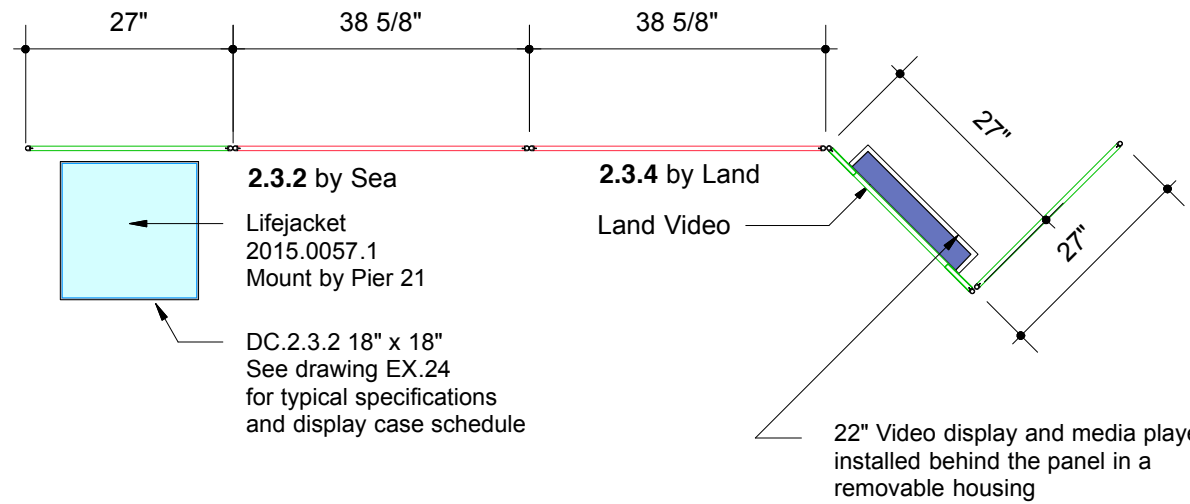 27"
38 5/8"
38 5/8"
27"
27"
2.3.2 by Sea
Lifejacket
2015.0057.1
Mount by Pier 21
2.3.4 by Land
Land Video
DC.2.3.2 18" x 18"
See drawing EX.24
for typical specifications
and display case schedule
22" Video display and media playe
installed behind the panel in a
removable housing